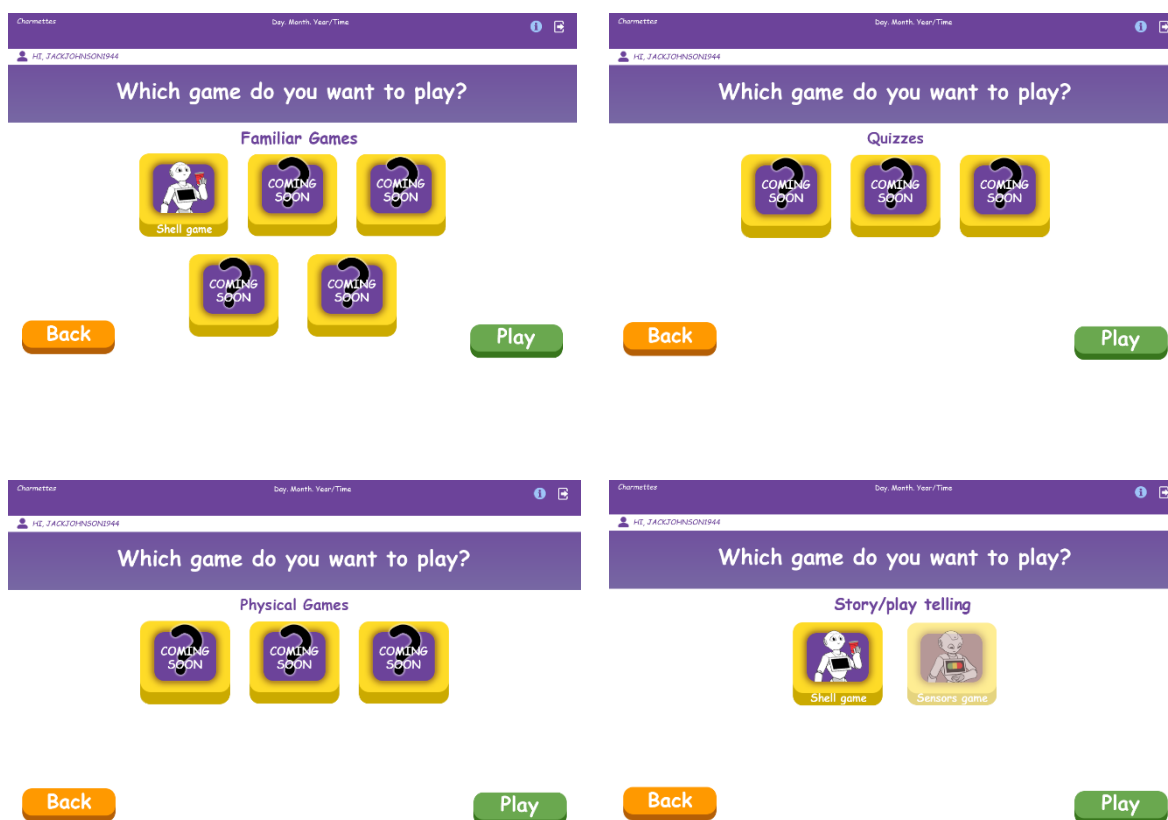 Charmettes Day. Month. Year/Time
HI, JACKJOHNSON1944
Which game do you want to play?
Familiar Games
COMING SOON
COMING SOON
Shell game
COMING SOON
COMING SOON
Back
Play
Charmettes Day. Month. Year/Time
HI, JACKJOHNSON1944
Which game do you want to play?
Quizzes
COMING SOON
COMING SOON
COMING SOON
Back
Play
Charmettes Day. Month. Year/Time
HI, JACKJOHNSON1944
Which game do you want to play?
Physical Games
COMING SOON
COMING SOON
COMING SOON
Back
Play
Charmettes Day. Month. Year/Time
HI, JACKJOHNSON1944
Which game do you want to play?
Story/play telling
Shell game
Sensors game
Back
Play